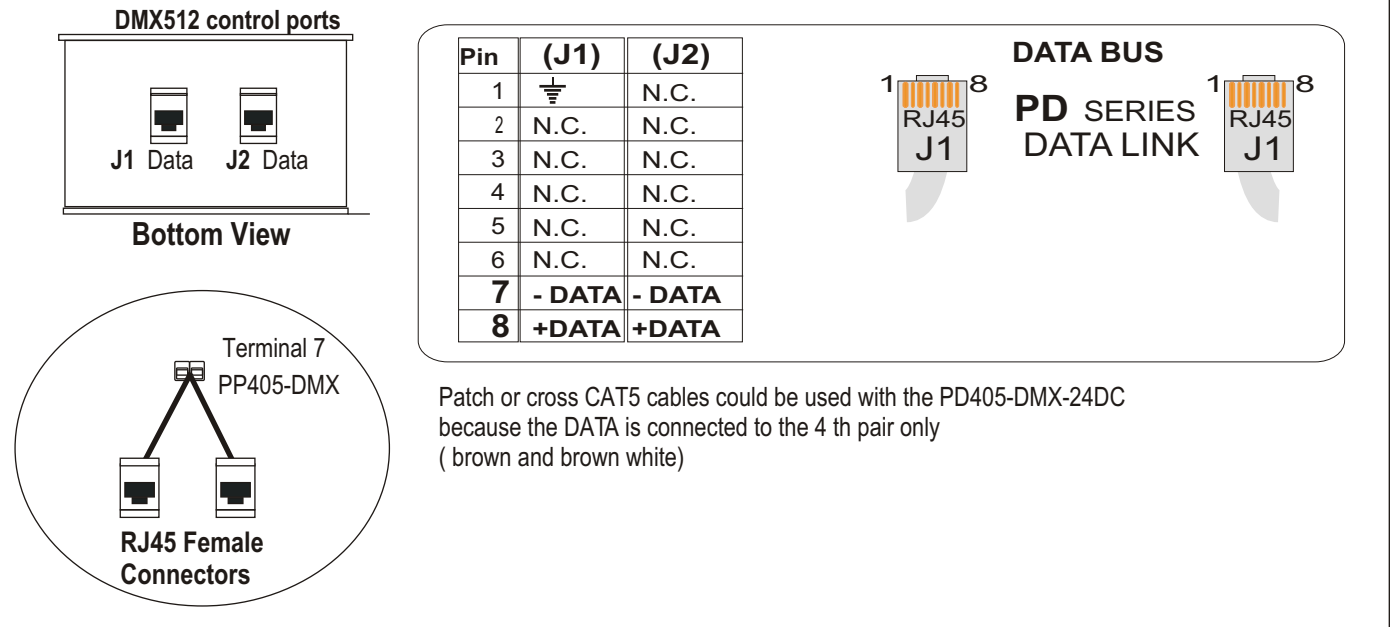 DMX512 control ports
J1 Data J2 Data
Bottom View
Terminal 7
PP405-DMX
RJ45 Female
Connectors
Pin (J1) (J2)
1 N.C.
2 N.C. N.C.
3 N.C. N.C.
4 N.C. N.C.
5 N.C. N.C.
6 N.C. N.C.
7 - DATA - DATA
8 +DATA +DATA
DATA BUS
1 8
RJ45
J1
PD SERIES
DATA LINK
1 8
RJ45
J1
Patch or cross CAT5 cables could be used with the PD405-DMX-24DC
because the DATA is connected to the 4 th pair only
( brown and brown white)